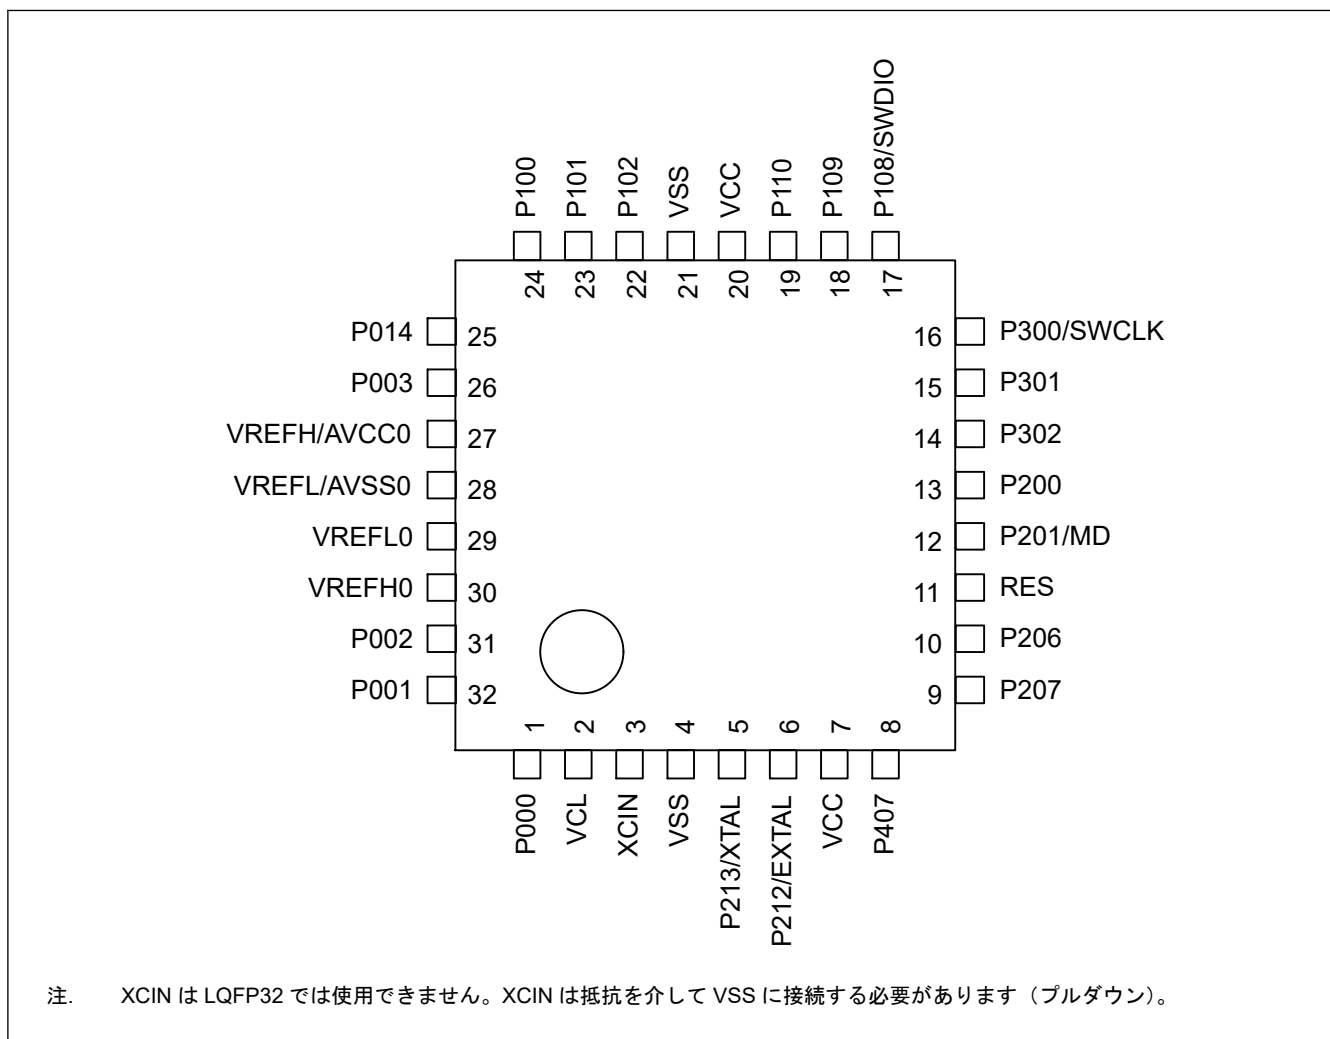 P100
P101
P102
VSS
VCC
P110
P109
P108/SWDIO
24
23
22
21
20
19
18
17
P014 25
P003 26
VREFH/AVCC0 27
VREFL/AVSS0 28
VREFL0 29
VREFH0 30
P002 31
P001 32
16 P300/SWCLK
15 P301
14 P302
13 P200
12 P201/MD
11 RES
10 P206
9 P207
1
2
3
4
5
6
7
8
P000
VCL
XCIN
VSS
P213/XTAL
P212/EXTAL
VCC
P407
注. XCIN は LQFP32 では使用できません。XCIN は抵抗を介して VSS に接続する必要があります（プルダウン）。